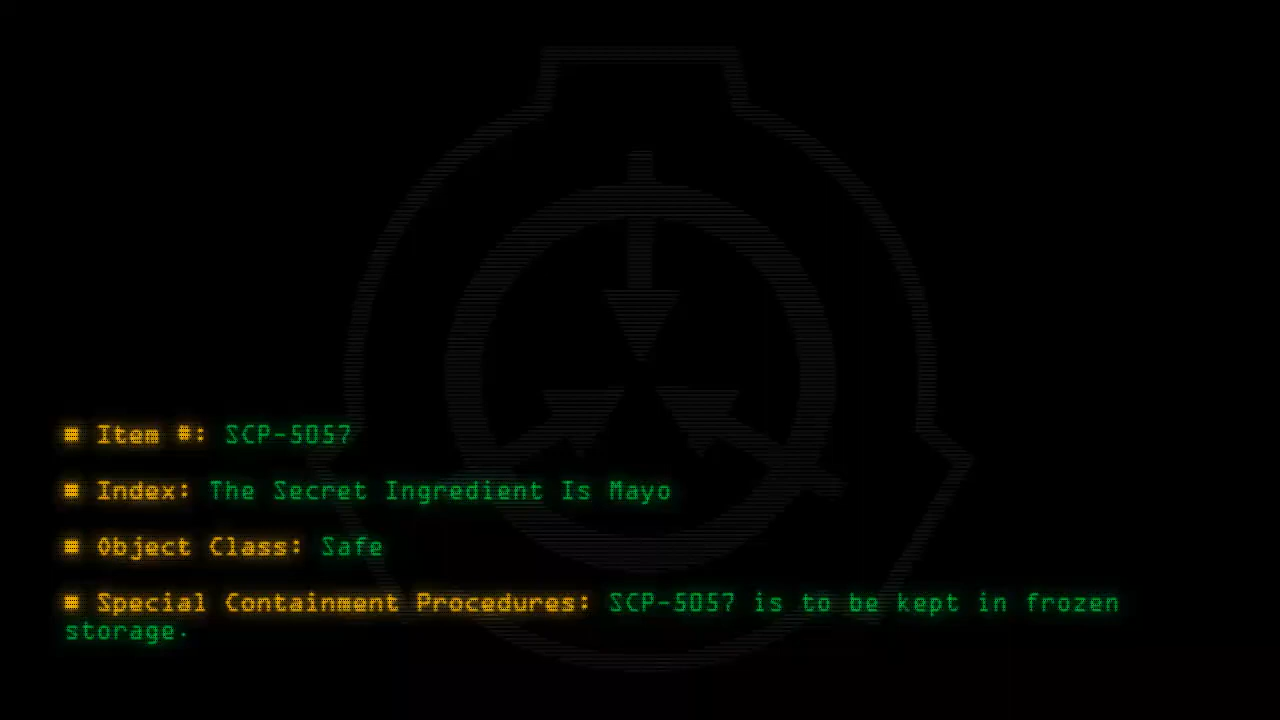 ■ Item #: SCP-5057
■ Index: The Secret Ingredient Is Mayo
■ Object Class: Safe
■ Special Containment Procedures: SCP-5057 is to be kept in frozen
storage.